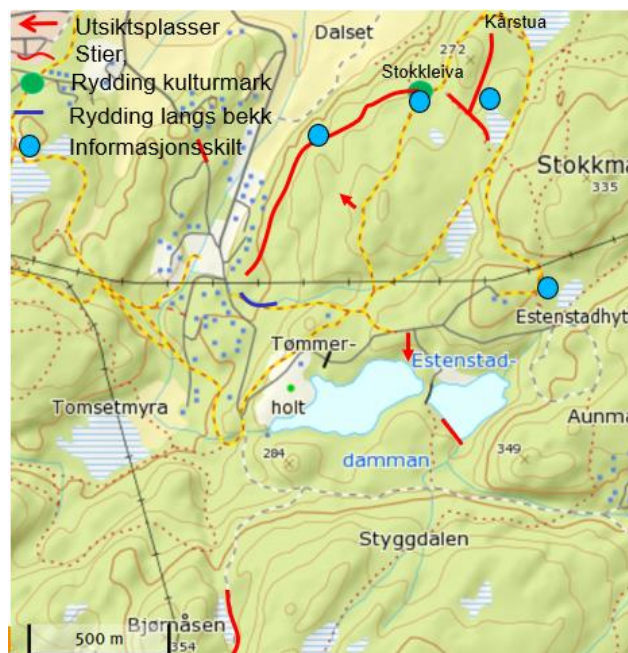 Utsiktsplasser
Stier,
Rydding kulturmark
Rydding langs bekk
Informasjonsskilt
Dalset
Kårstua
272
Stokkleiva
Stokkma
335
Estenstadhyt
Tømmer-
holt
Estenstad-
damman
Tomsetmyra
Aunma
284
349
Styggdalen
Bjørnåsen
354
500 m